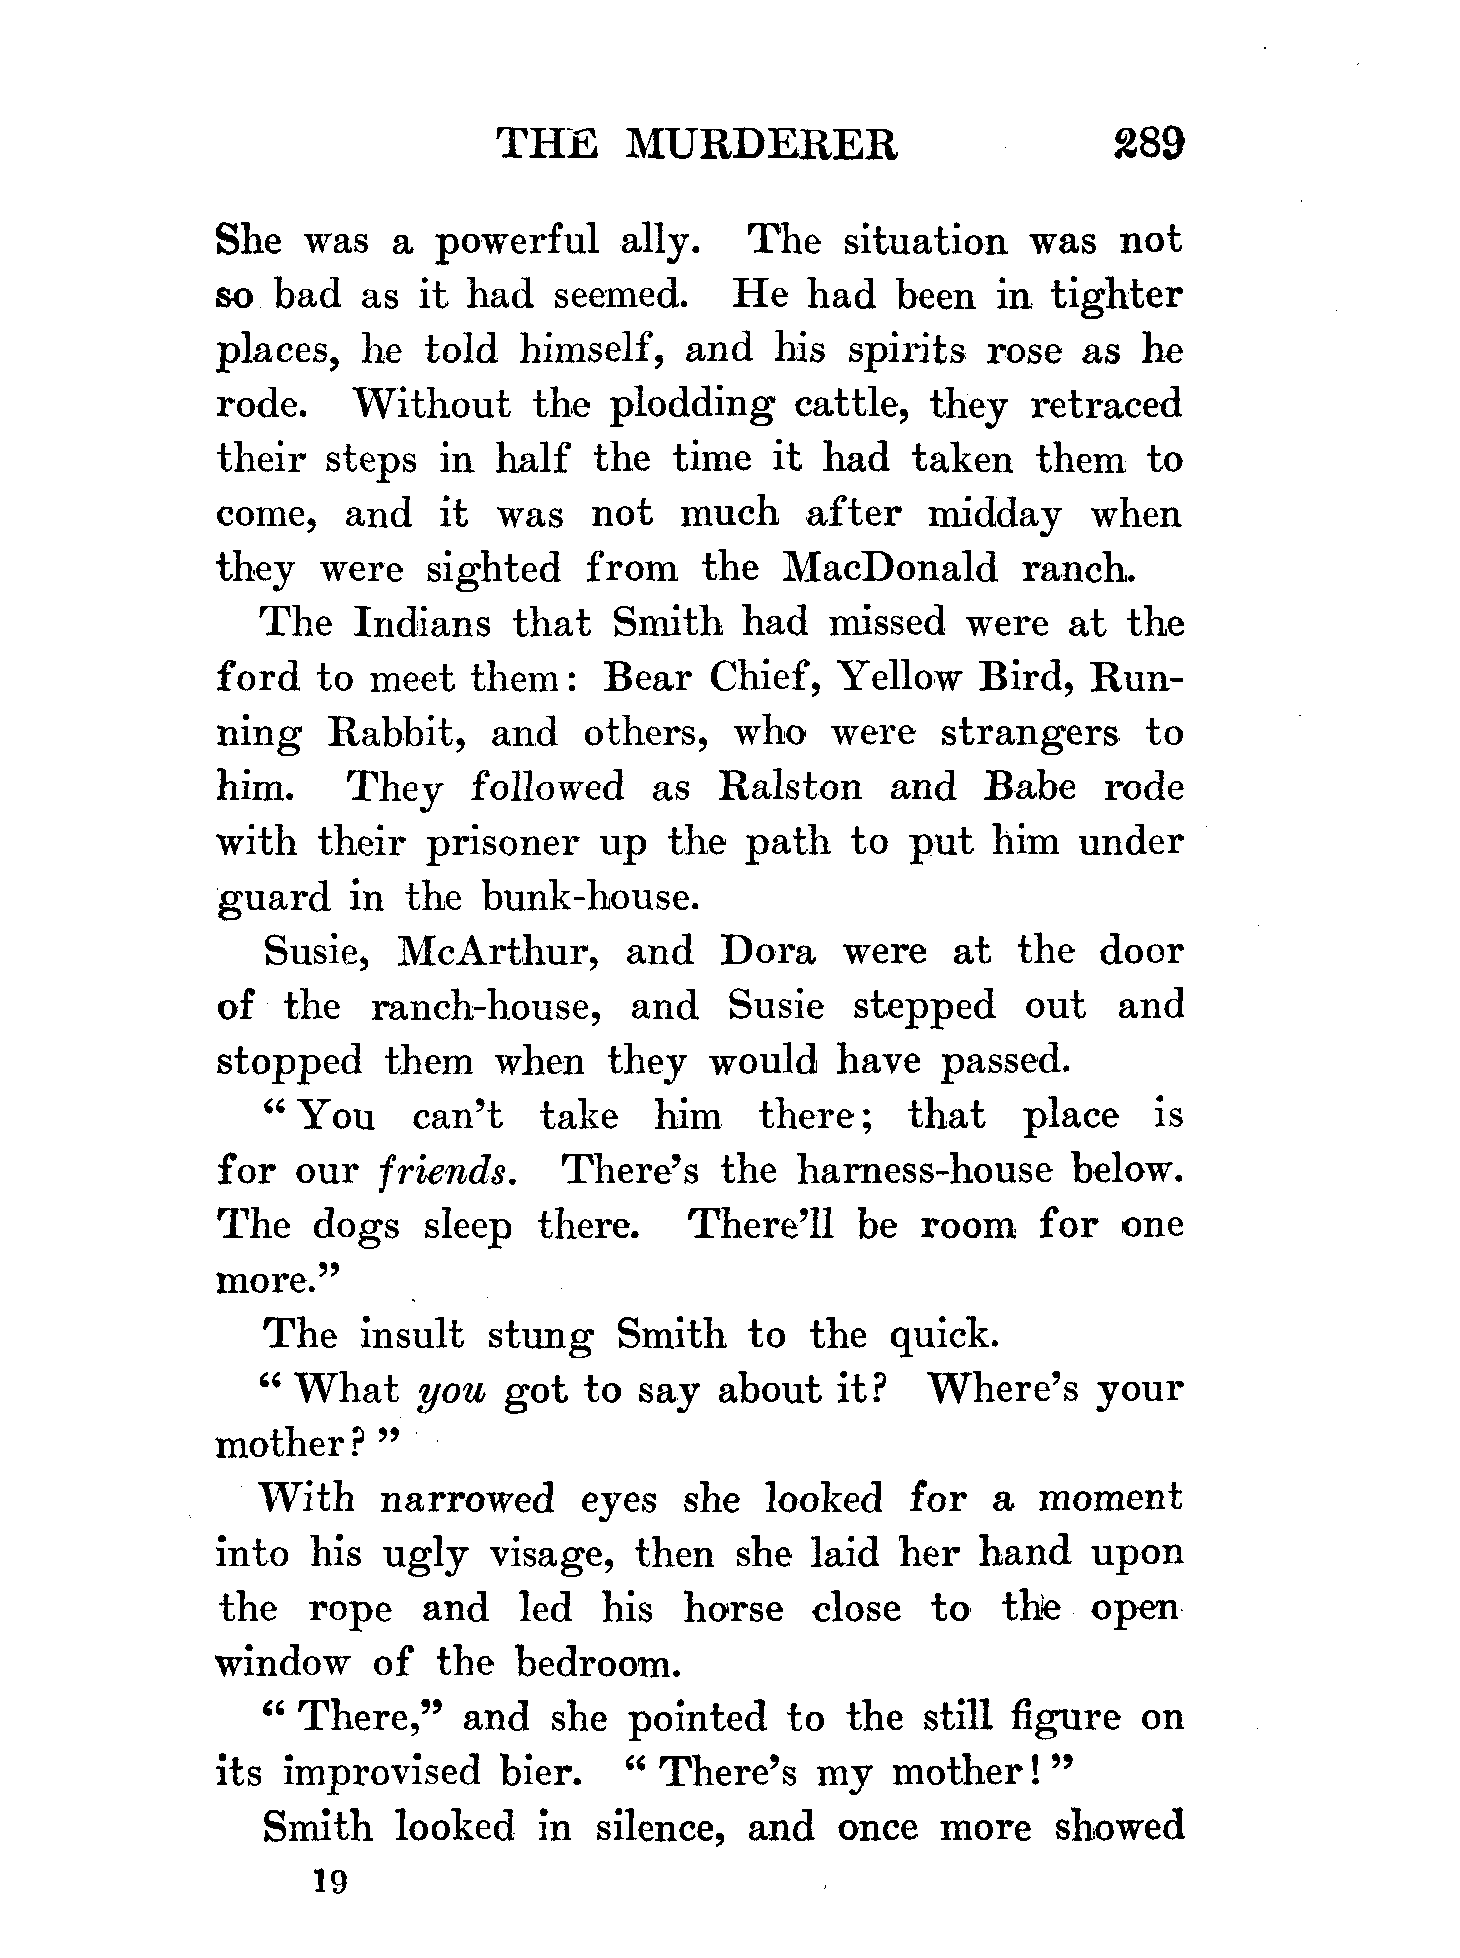 THE MURDERER 289
She was a powerful ally. The situation was not
so bad as it had seemed. He had been in tighter
places, he told himself, and his spirits rose as he
rode. Without the plodding cattle, they retraced
their steps in half the time it had taken them to
come, and it was not much after midday when
they were sighted from the MacDonald ranch.
The Indians that Smith had missed were at the
ford to meet them: Bear Chief, Yellow Bird, Run-
ning Rabbit, and others, who were strangers to
him. They followed as Ralston and Babe rode
with their prisoner up the path to put him under
guard in the bunk-house.
Susie, McArthur, and Dora were at the door
of the ranch-house, and Susie stepped out and
stopped them when they would have passed.
“ You can’t take him there; that place is
for our friends. There’s the harness-house below.
The dogs sleep there. There’ll be room for one
more.”
The insult stung Smith to the quick.
“ What you got to say about it? Where’s your
mother? ”
With narrowed eyes she looked for a moment
into his ugly visage, then she laid her hand upon
the rope and led his horse close to the open
window of the bedroom.
“ There,” and she pointed to the still figure on
its improvised bier. “ There’s my mother! ”
Smith looked in silence, and once more showed
19